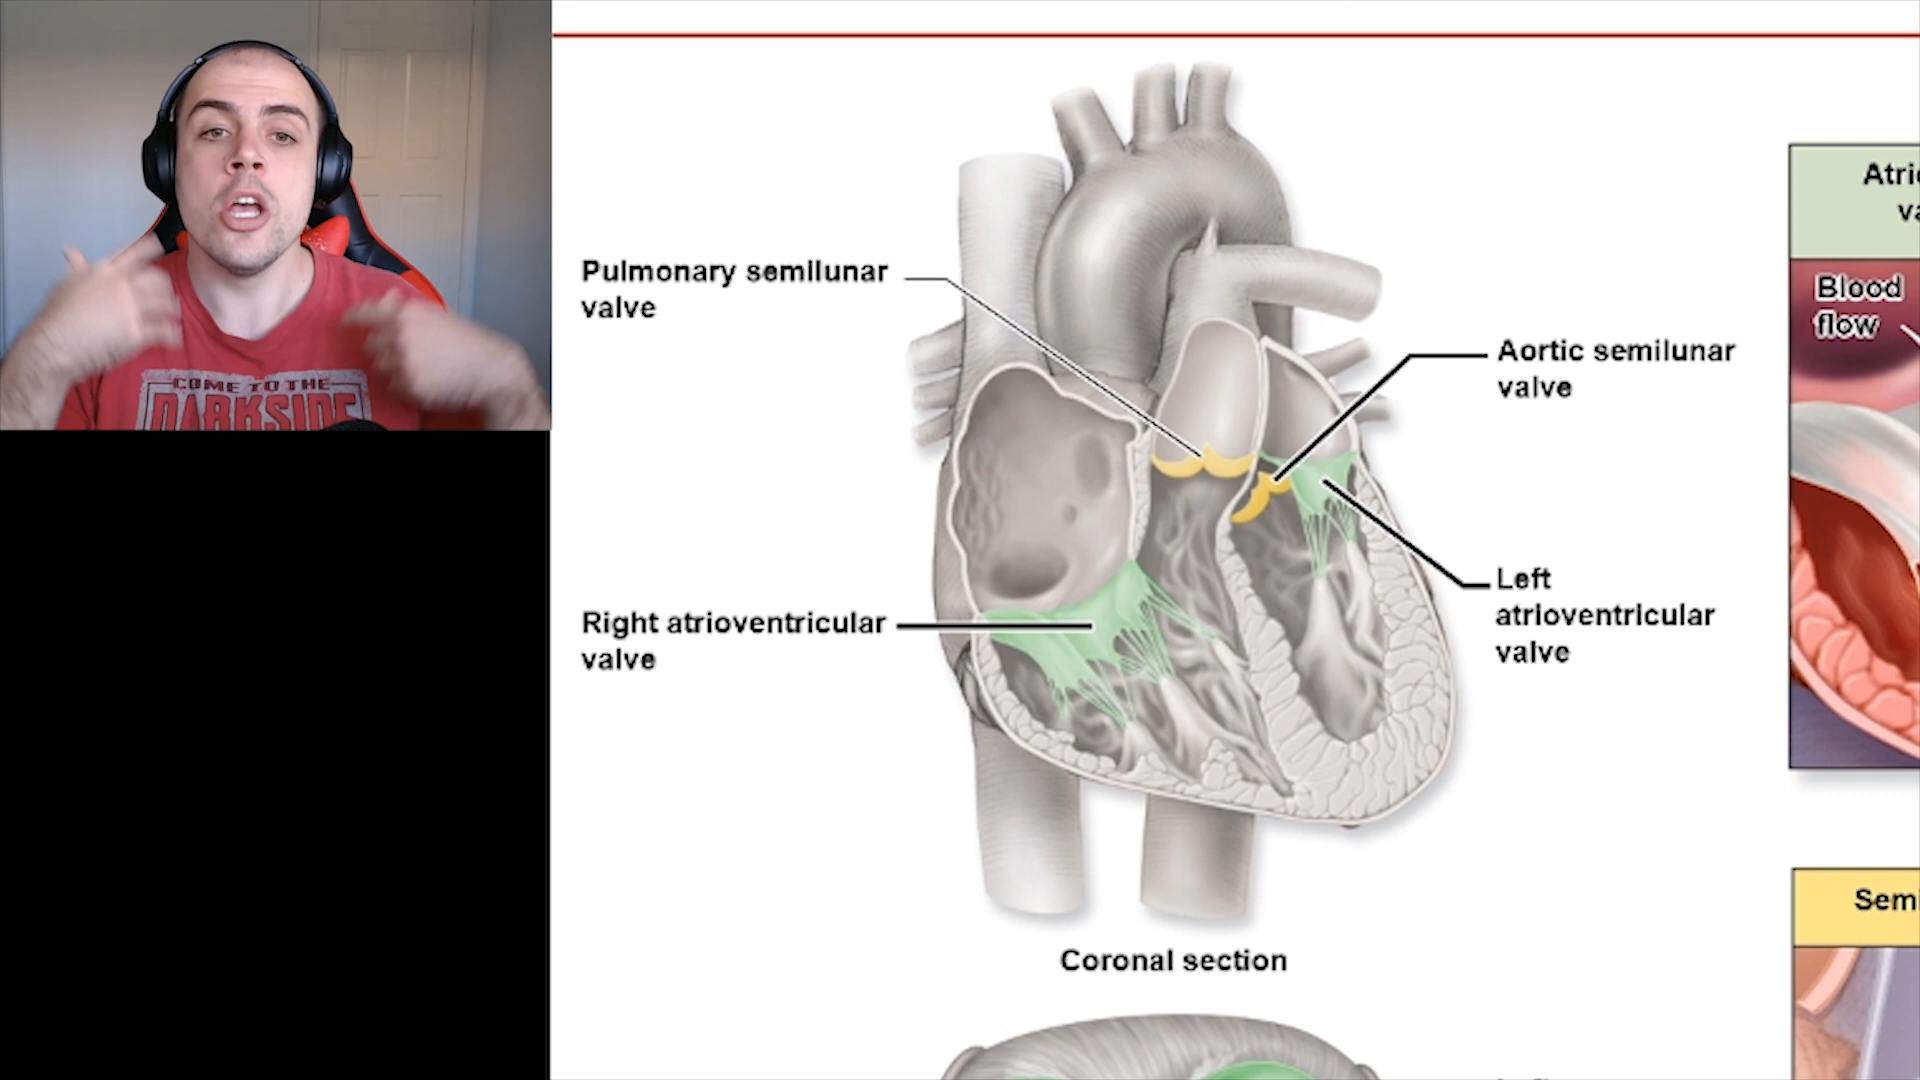 COME TO THE
DARKSIDE
Pulmonary semilunar
valve
Aortic semilunar
valve
Left
atrioventricular
valve
Right atrioventricular
valve
Coronal section
Blood
flow